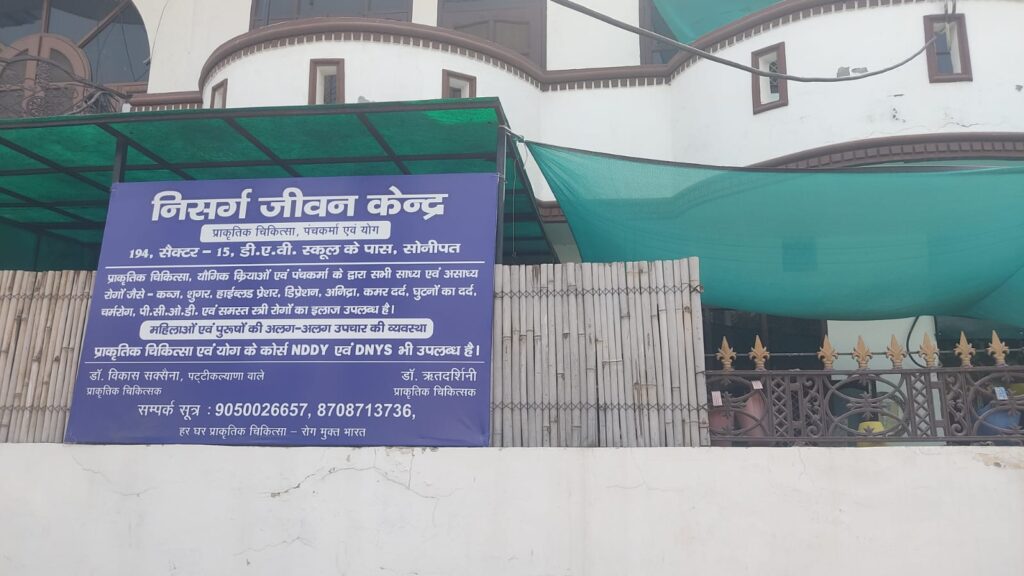 निसर्ग जीवन केन्द्र
प्राकृतिक चिकित्सा, पंचकर्मा एवं योग
194, सैक्टर – 15, डी.ए.वी. स्कूल के पास, सोनीपत
प्राकृतिक चिकित्सा, यौगिक क्रियाओं एवं पंचकर्मा के द्वारा सभी साध्य एवं असाध्य
रोगों जैसे – कब्ज, शुगर, हाईब्लड प्रेशर, डिप्रेशन, अनिद्रा, कमर दर्द, घुटनों का दर्द,
चर्मरोग, पी.सी.ओ.डी. एवं समस्त स्त्री रोगों का इलाज उपलब्ध है।
महिलाओं एवं पुरुषों की अलग-अलग उपचार की व्यवस्था
प्राकृतिक चिकित्सा एवं योग के कोर्स NDDY एवं DNYS भी उपलब्ध है।
डॉ. विकास सक्सैना, पट्टीकल्याणा वाले
प्राकृतिक चिकित्सक
डॉ. ऋतदर्शिनी
प्राकृतिक चिकित्सक
सम्पर्क सूत्र : 9050026657, 8708713736,
हर घर प्राकृतिक चिकित्सा – रोग मुक्त भारत